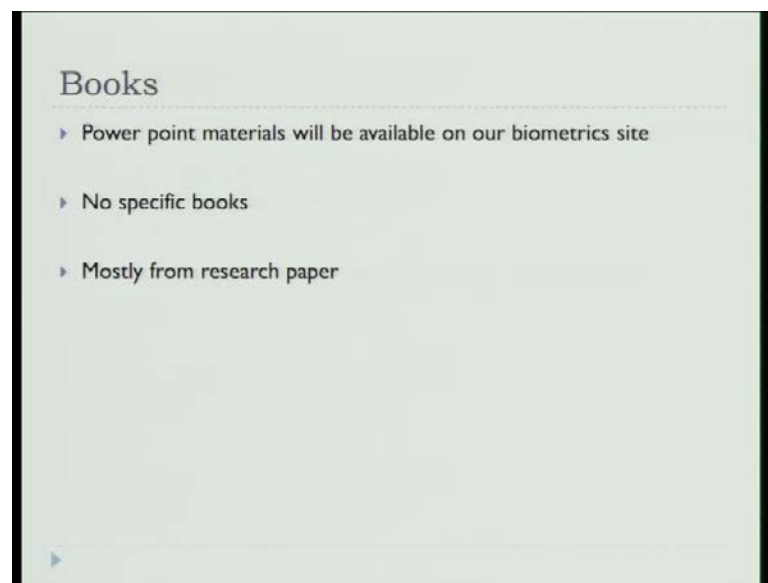 Books
Power point materials will be available on our biometrics site
No specific books
Mostly from research paper